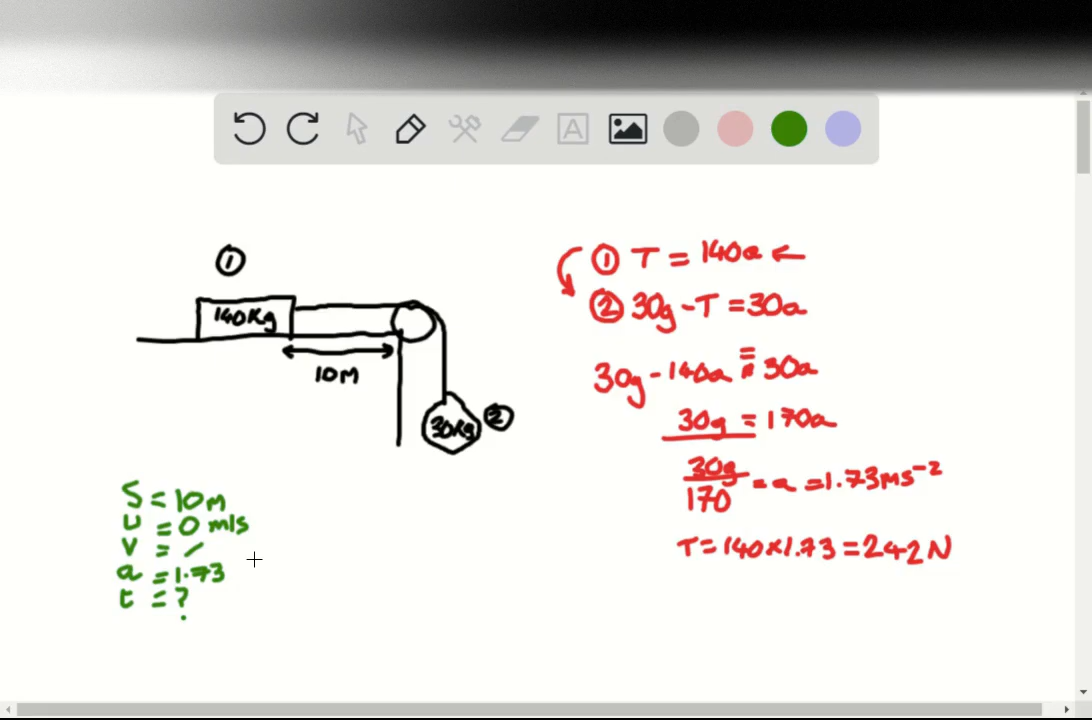 A
①
140Kg
10M
30Kg ②
S = 10m
U = 0 m/s
V = /
a = 1.73
t = ?
① T = 140a ←
② 30g - T = 30a
30g - 140a = 30a
30g = 170a
30g/170 = a = 1.73ms⁻²
T = 140 × 1.73 = 242N